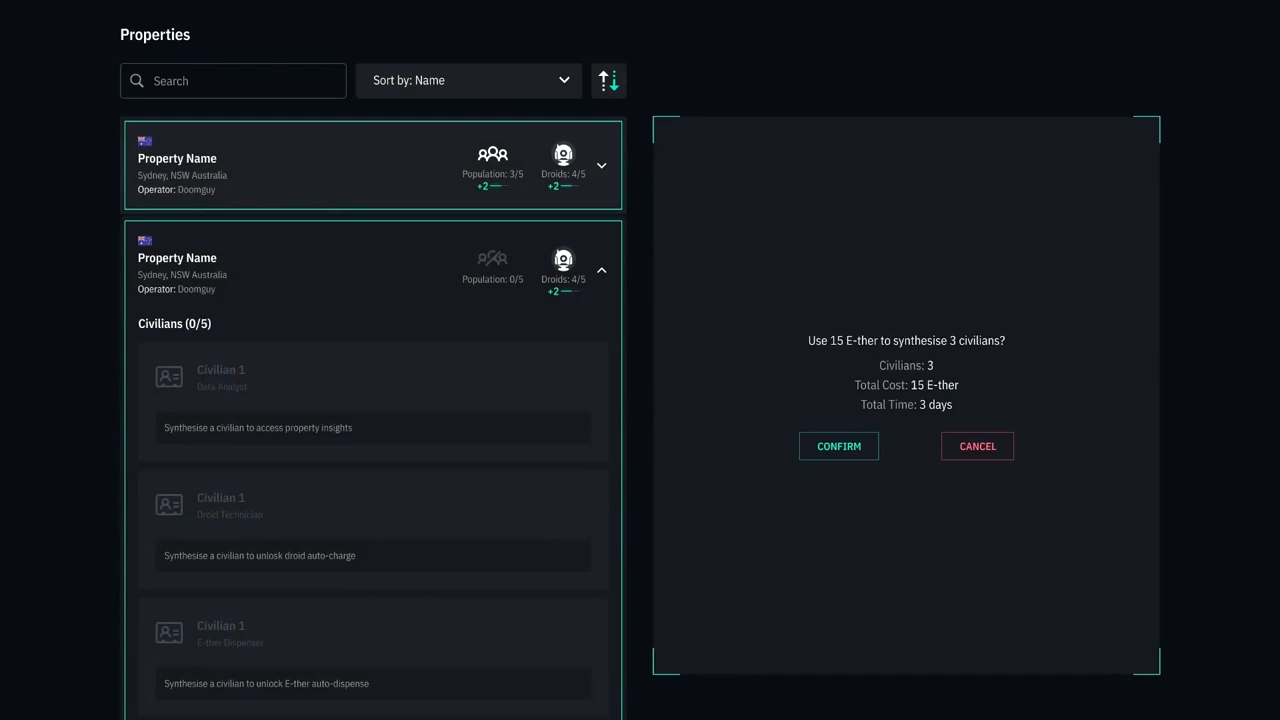 Properties
Search
Sort by: Name
Property Name
Sydney, NSW Australia
Operator: Doomguy
Population: 3/5
+2
Droids: 4/5
+2
Property Name
Sydney, NSW Australia
Operator: Doomguy
Population: 0/5
Droids: 4/5
+2
Civilians (0/5)
Civilian 1
Data Analyst
Synthesise a civilian to access property insights
Civilian 1
Droid Technician
Synthesise a civilian to unlosk droid auto-charge
Civilian 1
E-ther Dispenser
Synthesise a civilian to unlock E-ther auto-dispense
Use 15 E-ther to synthesise 3 civilians?
Civilians: 3
Total Cost: 15 E-ther
Total Time: 3 days
CONFIRM
CANCEL